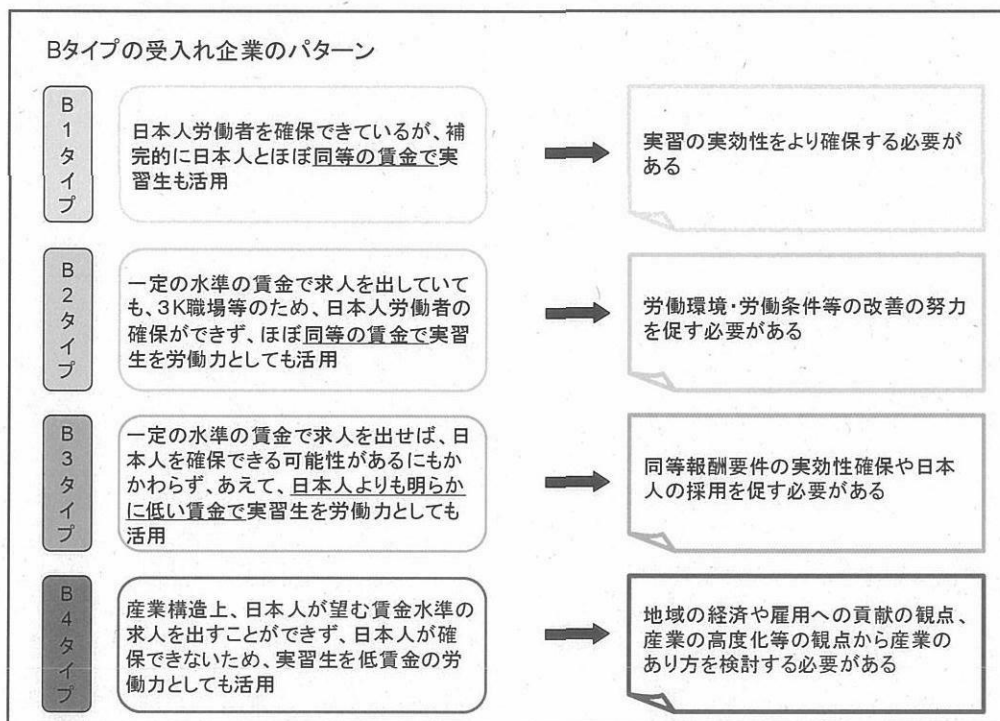 Bタイプの受入れ企業のパターン
B1タイプ
日本人労働者を確保できているが、補
完的に日本人とほぼ同等の賃金で実
習生も活用
実習の実効性をより確保する必要が
ある
B2タイプ
一定の水準の賃金で求人を出していて
も、3K職場等のため、日本人労働者の
確保ができず、ほぼ同等の賃金で実習
生を労働力としても活用
労働環境・労働条件等の改善の努力
を促す必要がある
B3タイプ
一定の水準の賃金で求人を出せば、日
本人を確保できる可能性があるにもか
かわらず、あえて、日本人よりも明らか
に低い賃金で実習生を労働力としても
活用
同等報酬要件の実効性確保や日本
人の採用を促す必要がある
B4タイプ
産業構造上、日本人が望む賃金水準の
求人を出すことができず、日本人が確
保できないため、実習生を低賃金の労
働力としても活用
地域の経済や雇用への貢献の観点、
産業の高度化等の観点から産業の
あり方を検討する必要がある